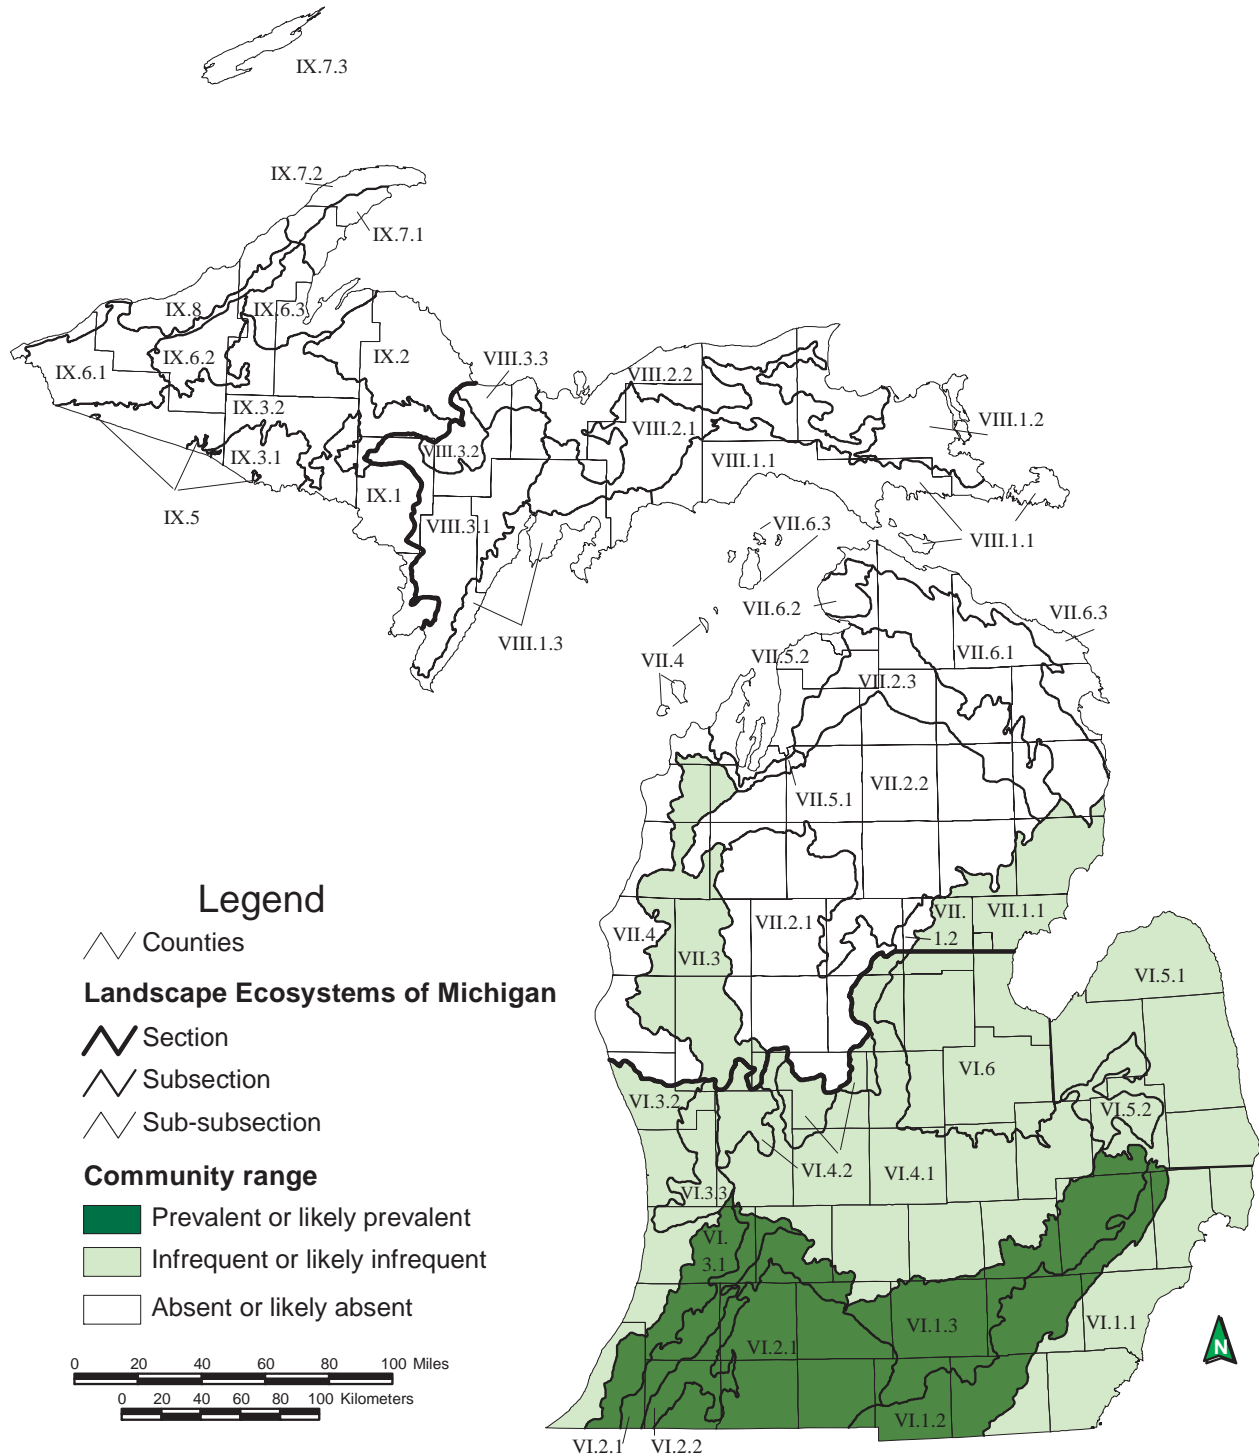 IX.7.3
IX.7.2
IX.7.1
IX.8
IX.6.3
IX.6.1
IX.6.2
IX.2
VIII.3.3
VIII.2.2
IX.3.2
VIII.2.1
VIII.1.2
IX.3.1
VIII.3.2
VIII.1.1
IX.1
IX.5
VIII.3.1
VII.6.3
VIII.1.1
VII.6.2
VII.6.3
VIII.1.3
VII.4
VII.5.2
VII.6.1
VII.2.3
VII.5.1
VII.2.2
VII.4
VII.3
VII.2.1
VII.
1.2
VII.1.1
VI.5.1
VI.6
VI.3.2
VI.5.2
VI.4.2
VI.4.1
VI.3.3
VI.
3.1
VI.2.1
VI.1.3
VI.1.1
VI.1.2
VI.2.1
VI.2.2
Legend
Counties
Landscape Ecosystems of Michigan
Section
Subsection
Sub-subsection
Community range
Prevalent or likely prevalent
Infrequent or likely infrequent
Absent or likely absent
0 20 40 60 80 100 Miles
0 20 40 60 80 100 Kilometers
N